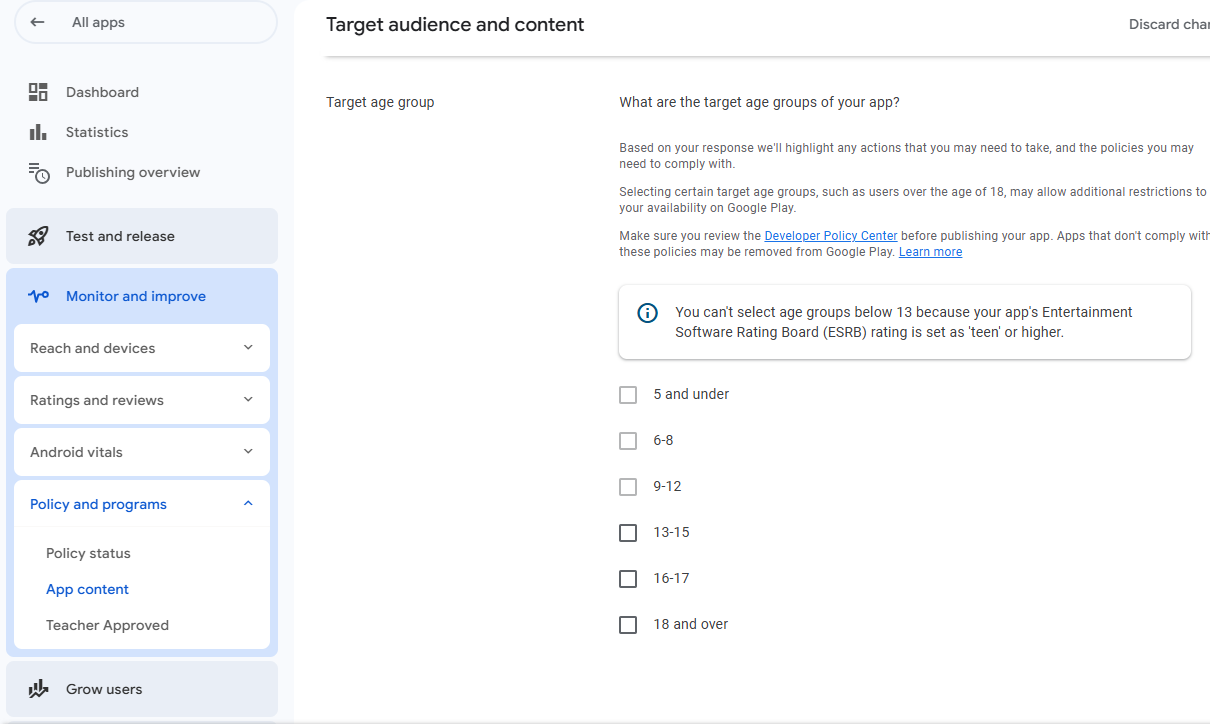 All apps
Dashboard
Statistics
Publishing overview
Test and release
Monitor and improve
Reach and devices
Ratings and reviews
Android vitals
Policy and programs
Policy status
App content
Teacher Approved
Grow users
Target audience and content
Discard
Target age group
What are the target age groups of your app?
Based on your response we'll highlight any actions that you may need to take, and the policies you may
need to comply with.
Selecting certain target age groups, such as users over the age of 18, may allow additional restrictions to
your availability on Google Play.
Make sure you review the Developer Policy Center before publishing your app. Apps that don't comply with
these policies may be removed from Google Play. Learn more
You can't select age groups below 13 because your app's Entertainment
Software Rating Board (ESRB) rating is set as 'teen' or higher.
5 and under
6-8
9-12
13-15
16-17
18 and over